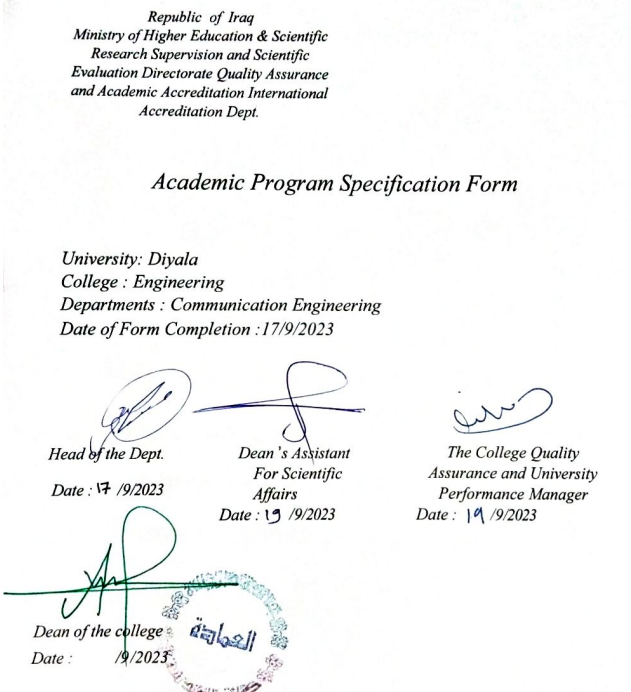 Republic of Iraq
Ministry of Higher Education & Scientific
Research Supervision and Scientific
Evaluation Directorate Quality Assurance
and Academic Accreditation International
Accreditation Dept.
Academic Program Specification Form
University: Diyala
College : Engineering
Departments : Communication Engineering
Date of Form Completion :17/9/2023
Head of the Dept.
Date : 17 /9/2023
Dean 's Assistant
For Scientific
Affairs
Date : 19 /9/2023
The College Quality
Assurance and University
Performance Manager
Date : 19 /9/2023
Dean of the college
Date : /9/2023
العمادة